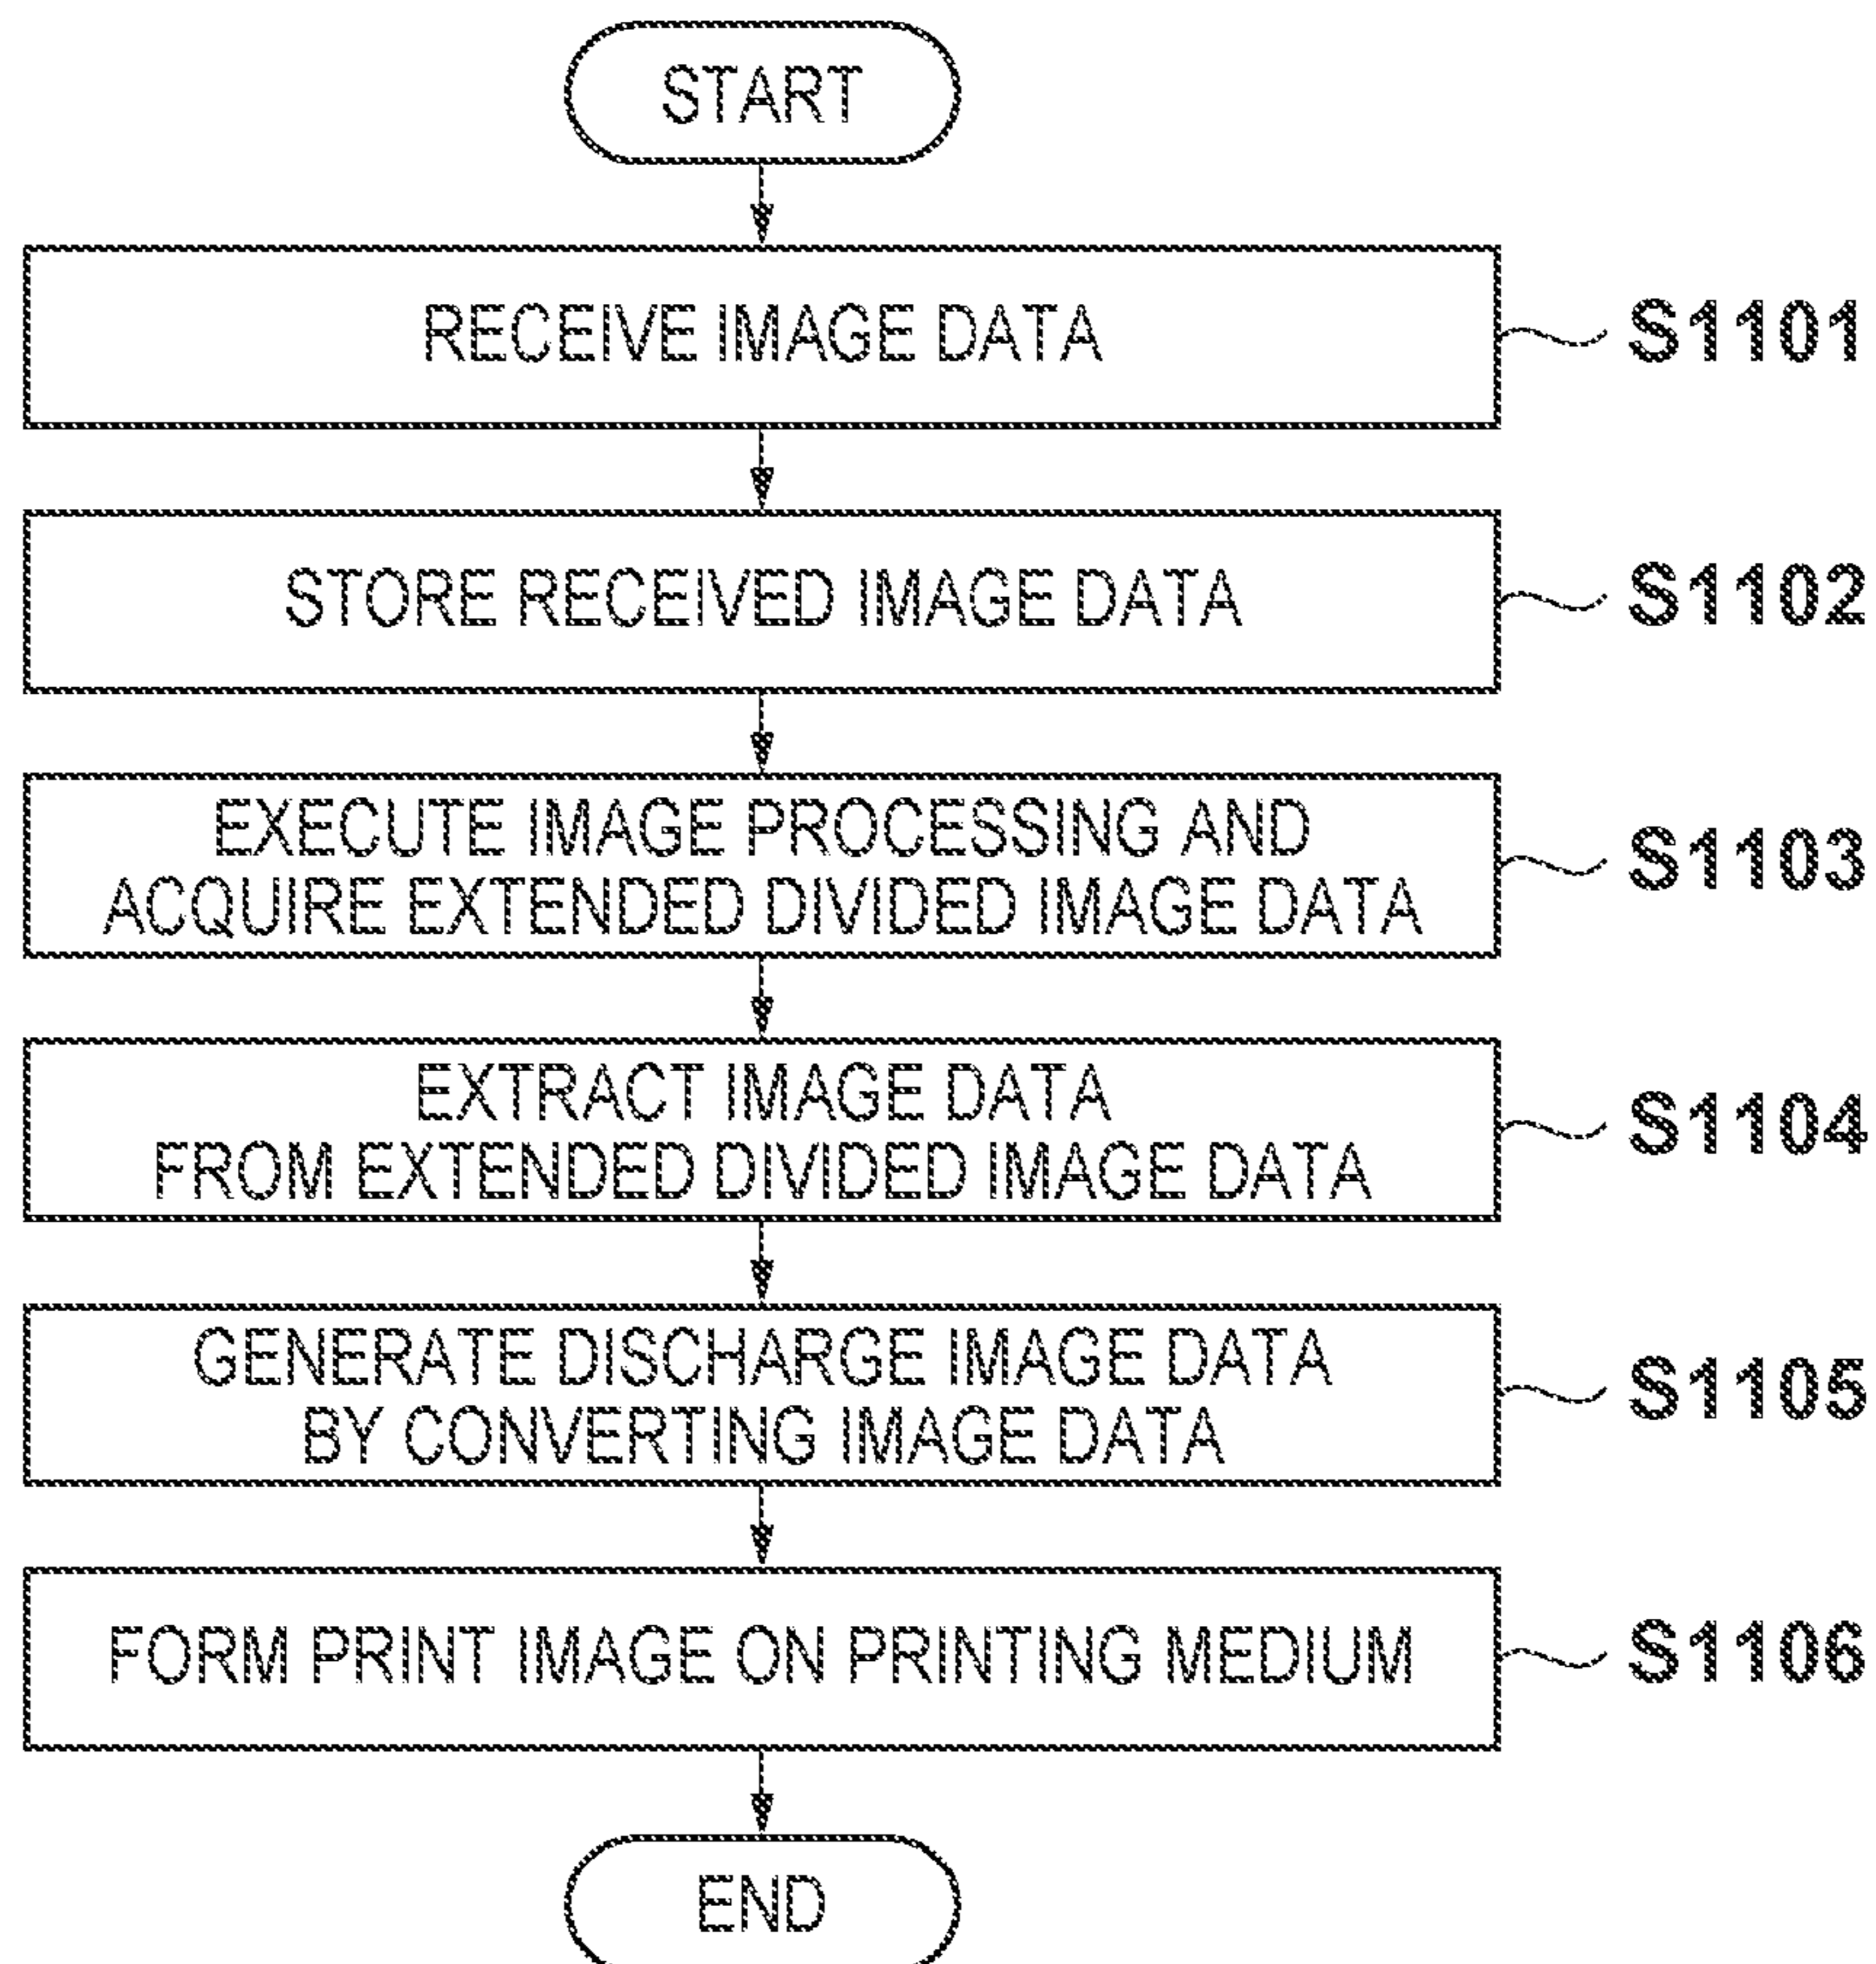 START
RECEIVE IMAGE DATA
S1101
STORE RECEIVED IMAGE DATA
S1102
EXECUTE IMAGE PROCESSING AND
ACQUIRE EXTENDED DIVIDED IMAGE DATA
S1103
EXTRACT IMAGE DATA
FROM EXTENDED DIVIDED IMAGE DATA
S1104
GENERATE DISCHARGE IMAGE DATA
BY CONVERTING IMAGE DATA
S1105
FORM PRINT IMAGE ON PRINTING MEDIUM
S1106
END